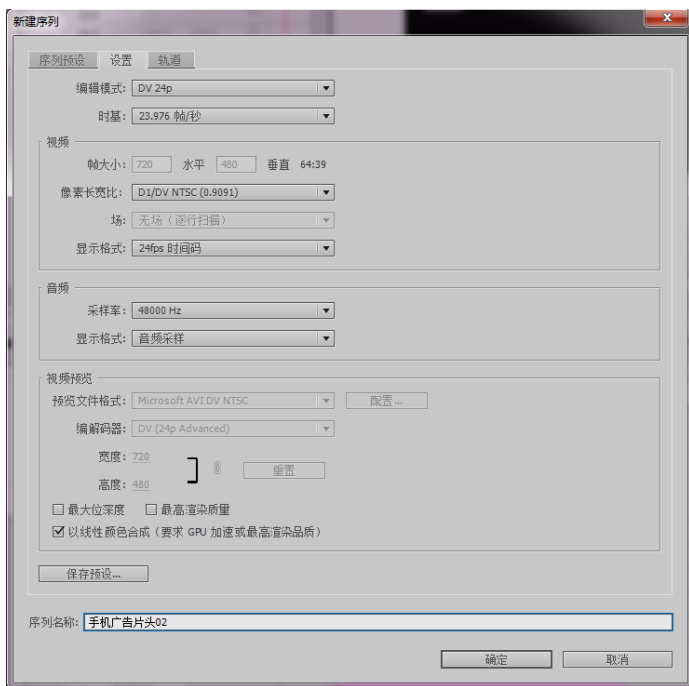 新建序列
序列预设 设置 轨道
编辑模式: DV 24p
时基: 23.976 帧/秒
视频
帧大小: 720 水平 480 垂直 64:39
像素长宽比: D1/DV NTSC (0.9091)
场: 无场（逐行扫描）
显示格式: 24fps 时间码
音频
采样率: 48000 Hz
显示格式: 音频采样
视频预览
预览文件格式: Microsoft AVI DV NTSC 配置...
编解码器: DV (24p Advanced)
宽度: 720
重置
高度: 480
最大位深度 最高渲染质量
以线性颜色合成（要求 GPU 加速或最高渲染品质）
保存预设...
序列名称: 手机广告片头02
确定 取消